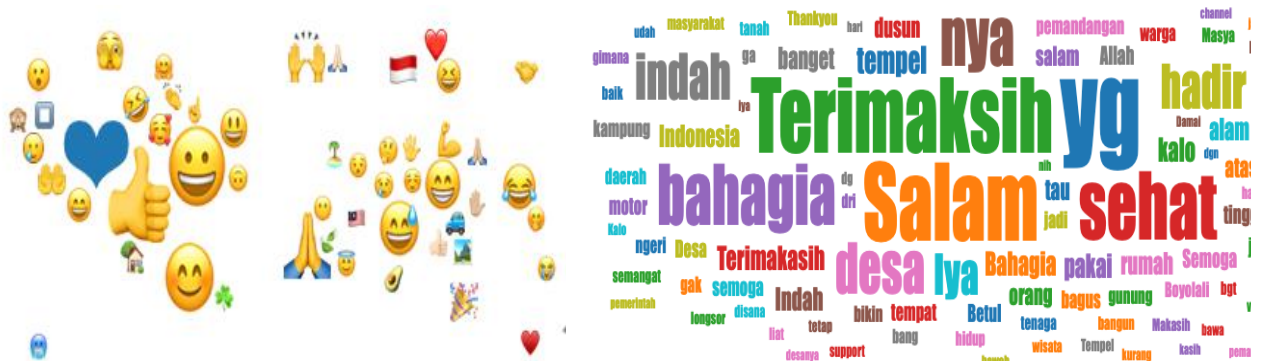 udah masyarakat tanah Thankyou hari dusun nya pemandangan warga channel Masya
gimana ga banget tempel salam Allah
baik indah Iya Terimaksih yg hadir
kampung Indonesia Damai alam
kalo dgn
daerah bahagia dg Salam nih tau sehat
motor dri jadi
Kalo
ngeri Desa Terimakasih desa Iya Bahagia pakai rumah Semoga
semangat gak semoga Indah orang bagus gunung Boyolali bgt
pemerintah longsor disana bikin tempat Betul
liat tetap bang hidup tenaga bangun Makasih bawa
desanya support wisata Tempel kurang kasih